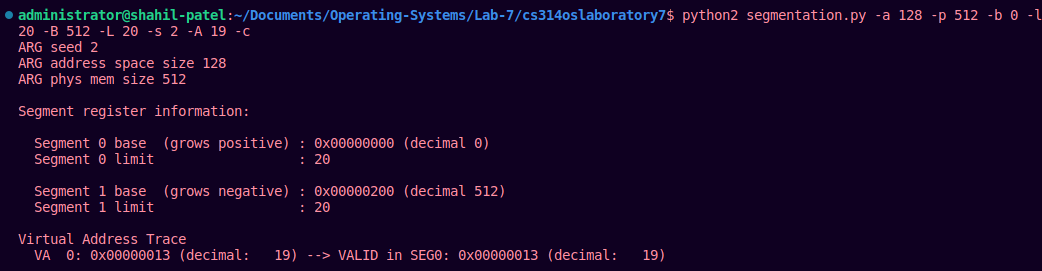 administrator@shahil-patel:~/Documents/Operating-Systems/Lab-7/cs314oslaboratory7$ python2 segmentation.py -a 128 -p 512 -b 0 -l
20 -B 512 -L 20 -s 2 -A 19 -c
ARG seed 2
ARG address space size 128
ARG phys mem size 512

Segment register information:

  Segment 0 base  (grows positive) : 0x00000000 (decimal 0)
  Segment 0 limit                  : 20

  Segment 1 base  (grows negative) : 0x00000200 (decimal 512)
  Segment 1 limit                  : 20

Virtual Address Trace
  VA  0: 0x00000013 (decimal:   19) --> VALID in SEG0: 0x00000013 (decimal:   19)